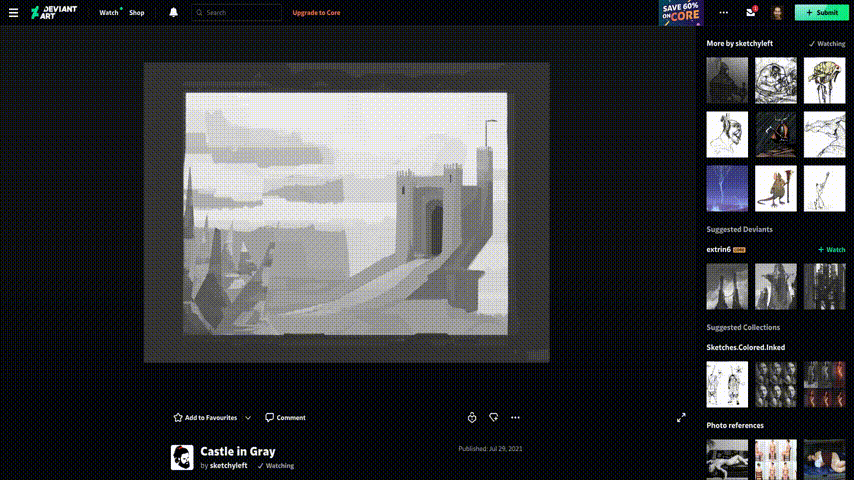 DEVIANT
ART
Watch
Shop
Search
Upgrade to Core
SAVE 60%
ON CORE
Submit
More by sketchyleft
Watching
Suggested Deviants
extrin6
CORE
+ Watch
Suggested Collections
Sketches.Colored.Inked
Photo references
Add to Favourites
Comment
Castle in Gray
by sketchyleft
Watching
Published: Jul 29, 2021